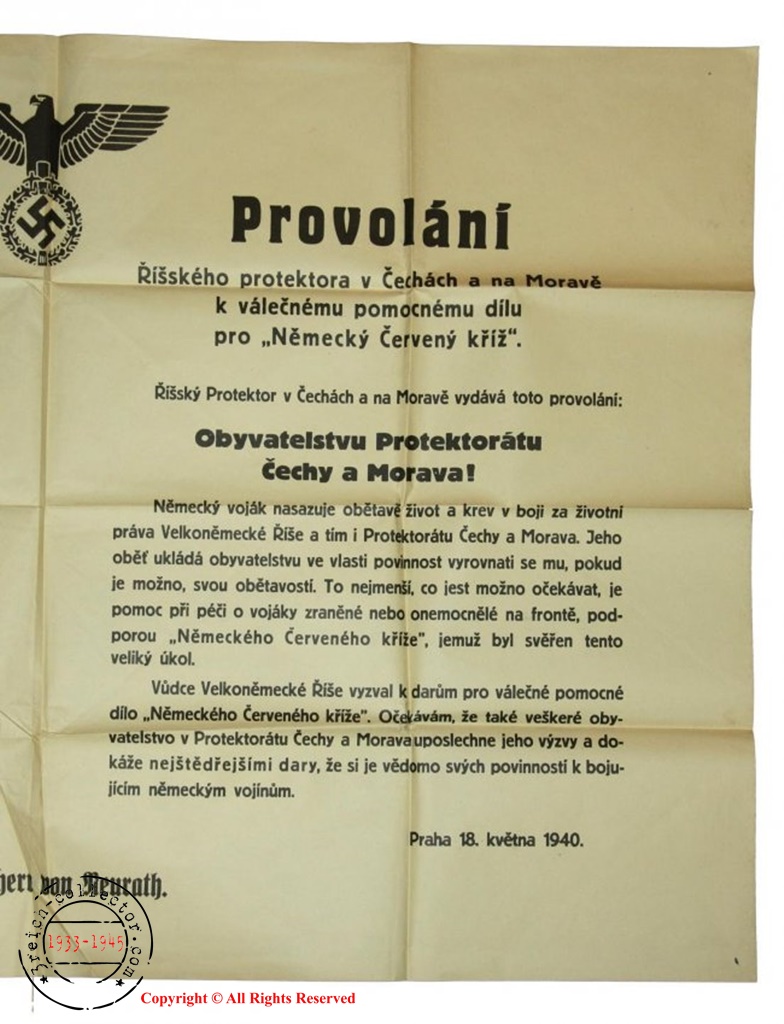 Provolání
Říšského protektora v Čechách a na Moravě
k válečnému pomocnému dílu
pro „Německý Červený kříž“.
Říšský Protektor v Čechách a na Moravě vydává toto provolání:
Obyvatelstvu Protektorátu
Čechy a Morava!
Německý voják nasazuje obětavě život a krev v boji za životní
práva Velkoněmecké Říše a tím i Protektorátu Čechy a Morava. Jeho
oběť ukládá obyvatelstvu ve vlasti povinnost vyrovnati se mu, pokud
je možno, svou obětavostí. To nejmenší, co jest možno očekávat, je
pomoc při péči o vojáky zraněné nebo onemocnělé na frontě, pod-
porou „Německého Červeného kříže“, jemuž byl svěřen tento
veliký úkol.
Vůdce Velkoněmecké Říše vyzval k darům pro válečné pomocné
dílo „Německého Červeného kříže“. Očekávám, že také veškeré oby-
vatelstvo v Protektorátu Čechy a Morava uposlechne jeho výzvy a do-
káže nejštědřejšími dary, že si je vědomo svých povinností k boju-
jícím německým vojínům.
Praha 18. května 1940.
von Neurath.
3reich-collector.com
1933-1945
Copyright © All Rights Reserved